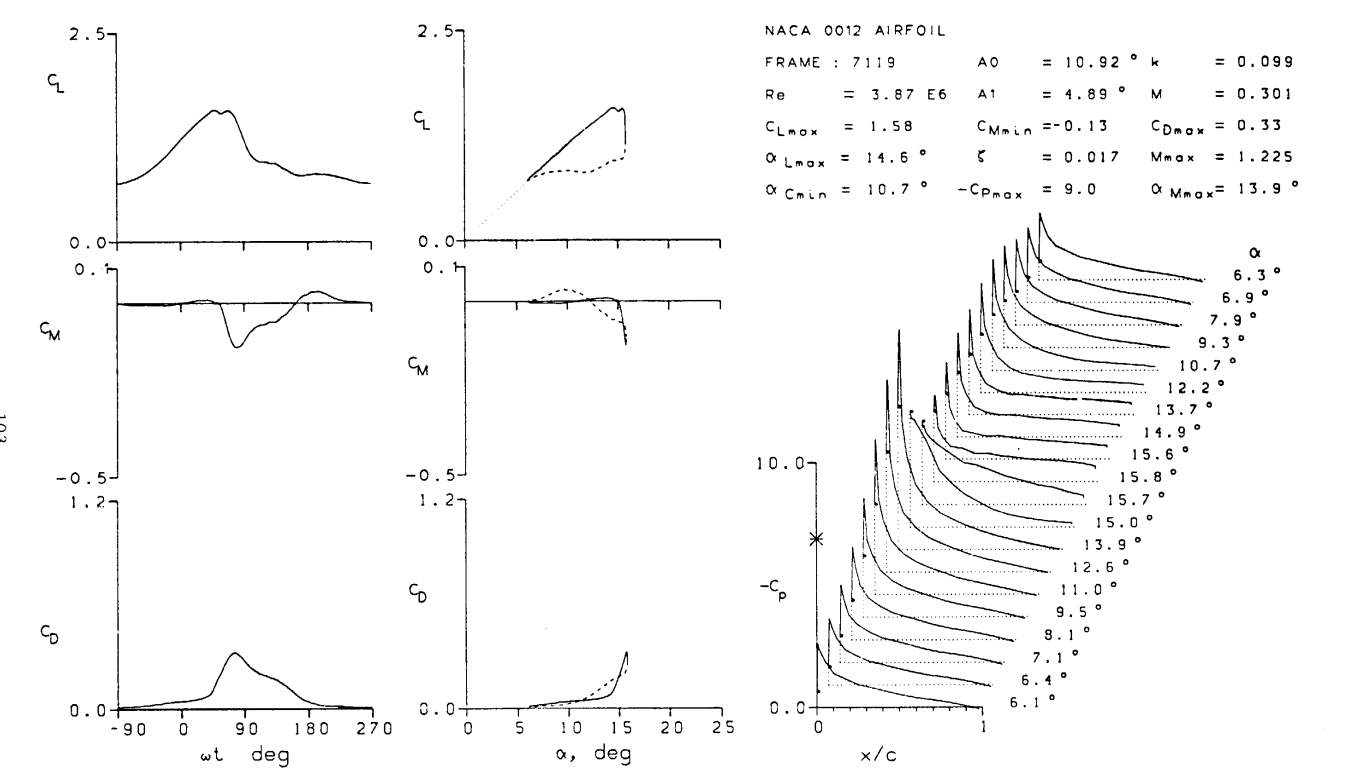 NACA 0012 AIRFOIL
FRAME : 7119 A0 = 10.92 ° k = 0.099
Re = 3.87 E6 A1 = 4.89 ° M = 0.301
CLmax = 1.58 CMmin =-0.13 CDmax = 0.33
α Lmax = 14.6 ° ζ = 0.017 Mmax = 1.225
α Cmin = 10.7 ° -CPmax = 9.0 α Mmax= 13.9 °
2.5
CL
0.0
2.5
CL
0.0
0.1
CM
-0.5
0.1
CM
-0.5
1.2
CD
0.0
-90 0 90 180 270
ωt deg
1.2
CD
0.0
0 5 10 15 20 25
α, deg
α
6.3 °
6.9 °
7.9 °
9.3 °
10.7 °
12.2 °
13.7 °
14.9 °
15.6 °
15.8 °
15.7 °
15.0 °
13.9 °
12.6 °
11.0 °
9.5 °
8.1 °
7.1 °
6.4 °
6.1 °
10.0
-Cp
0.0
0 1
x/c